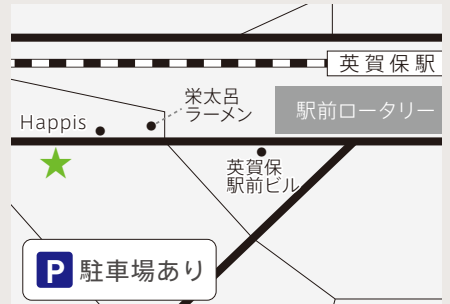 英賀保駅
栄太呂
ラーメン
駅前ロータリー
Happis
英賀保
駅前ビル
P 駐車場あり